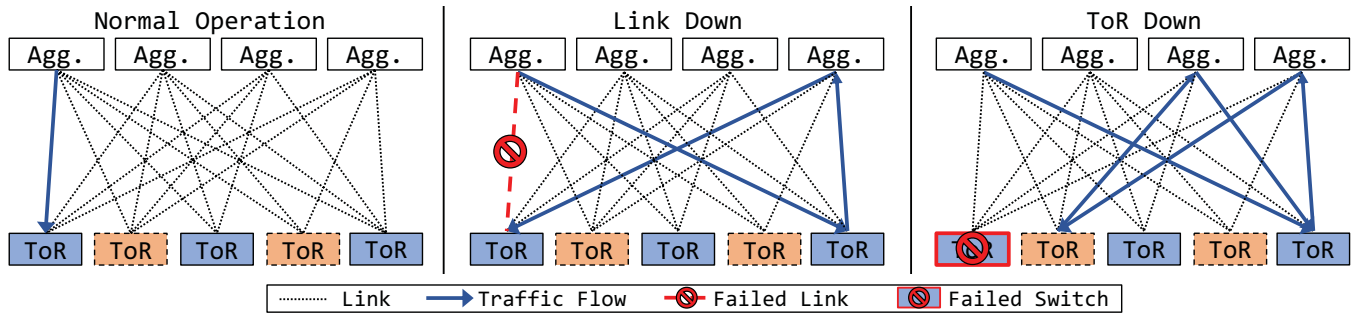 Normal Operation
Agg. Agg. Agg. Agg.
ToR ToR ToR ToR ToR
Link Down
Agg. Agg. Agg. Agg.
ToR ToR ToR ToR ToR
ToR Down
Agg. Agg. Agg. Agg.
ToR ToR ToR ToR ToR
Link Traffic Flow Failed Link Failed Switch